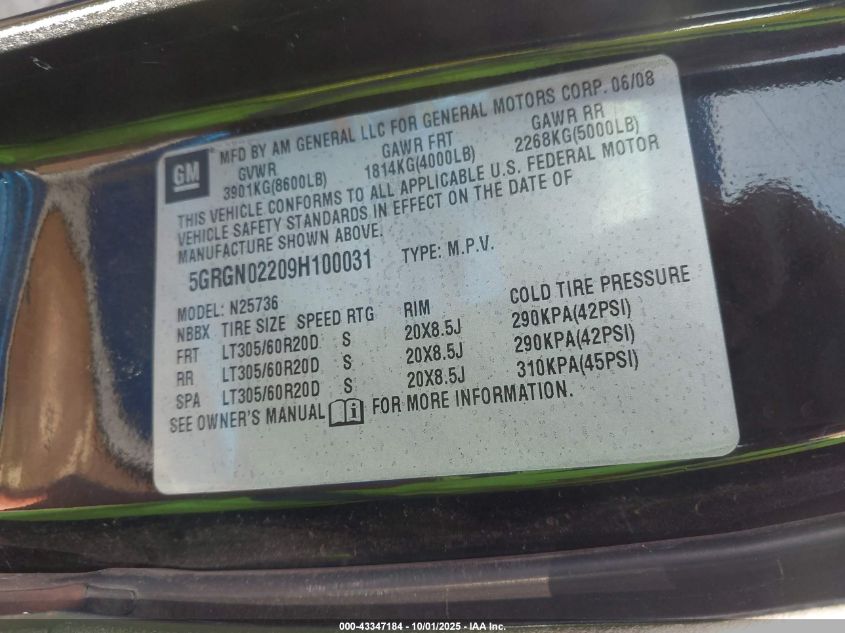 GM
MFD BY AM GENERAL LLC FOR GENERAL MOTORS CORP. 06/08
GVWR GAWR FRT GAWR RR
3901KG(8600LB) 1814KG(4000LB) 2268KG(5000LB)
THIS VEHICLE CONFORMS TO ALL APPLICABLE U.S. FEDERAL MOTOR
VEHICLE SAFETY STANDARDS IN EFFECT ON THE DATE OF
MANUFACTURE SHOWN ABOVE.
5GRGN02209H100031 TYPE: M.P.V.
MODEL: N25736
NBBX TIRE SIZE SPEED RTG RIM COLD TIRE PRESSURE
FRT LT305/60R20D S 20X8.5J 290KPA(42PSI)
RR LT305/60R20D S 20X8.5J 290KPA(42PSI)
SPA LT305/60R20D S 20X8.5J 310KPA(45PSI)
SEE OWNER'S MANUAL FOR MORE INFORMATION.
000-43347184 - 10/01/2025 - IAA Inc.